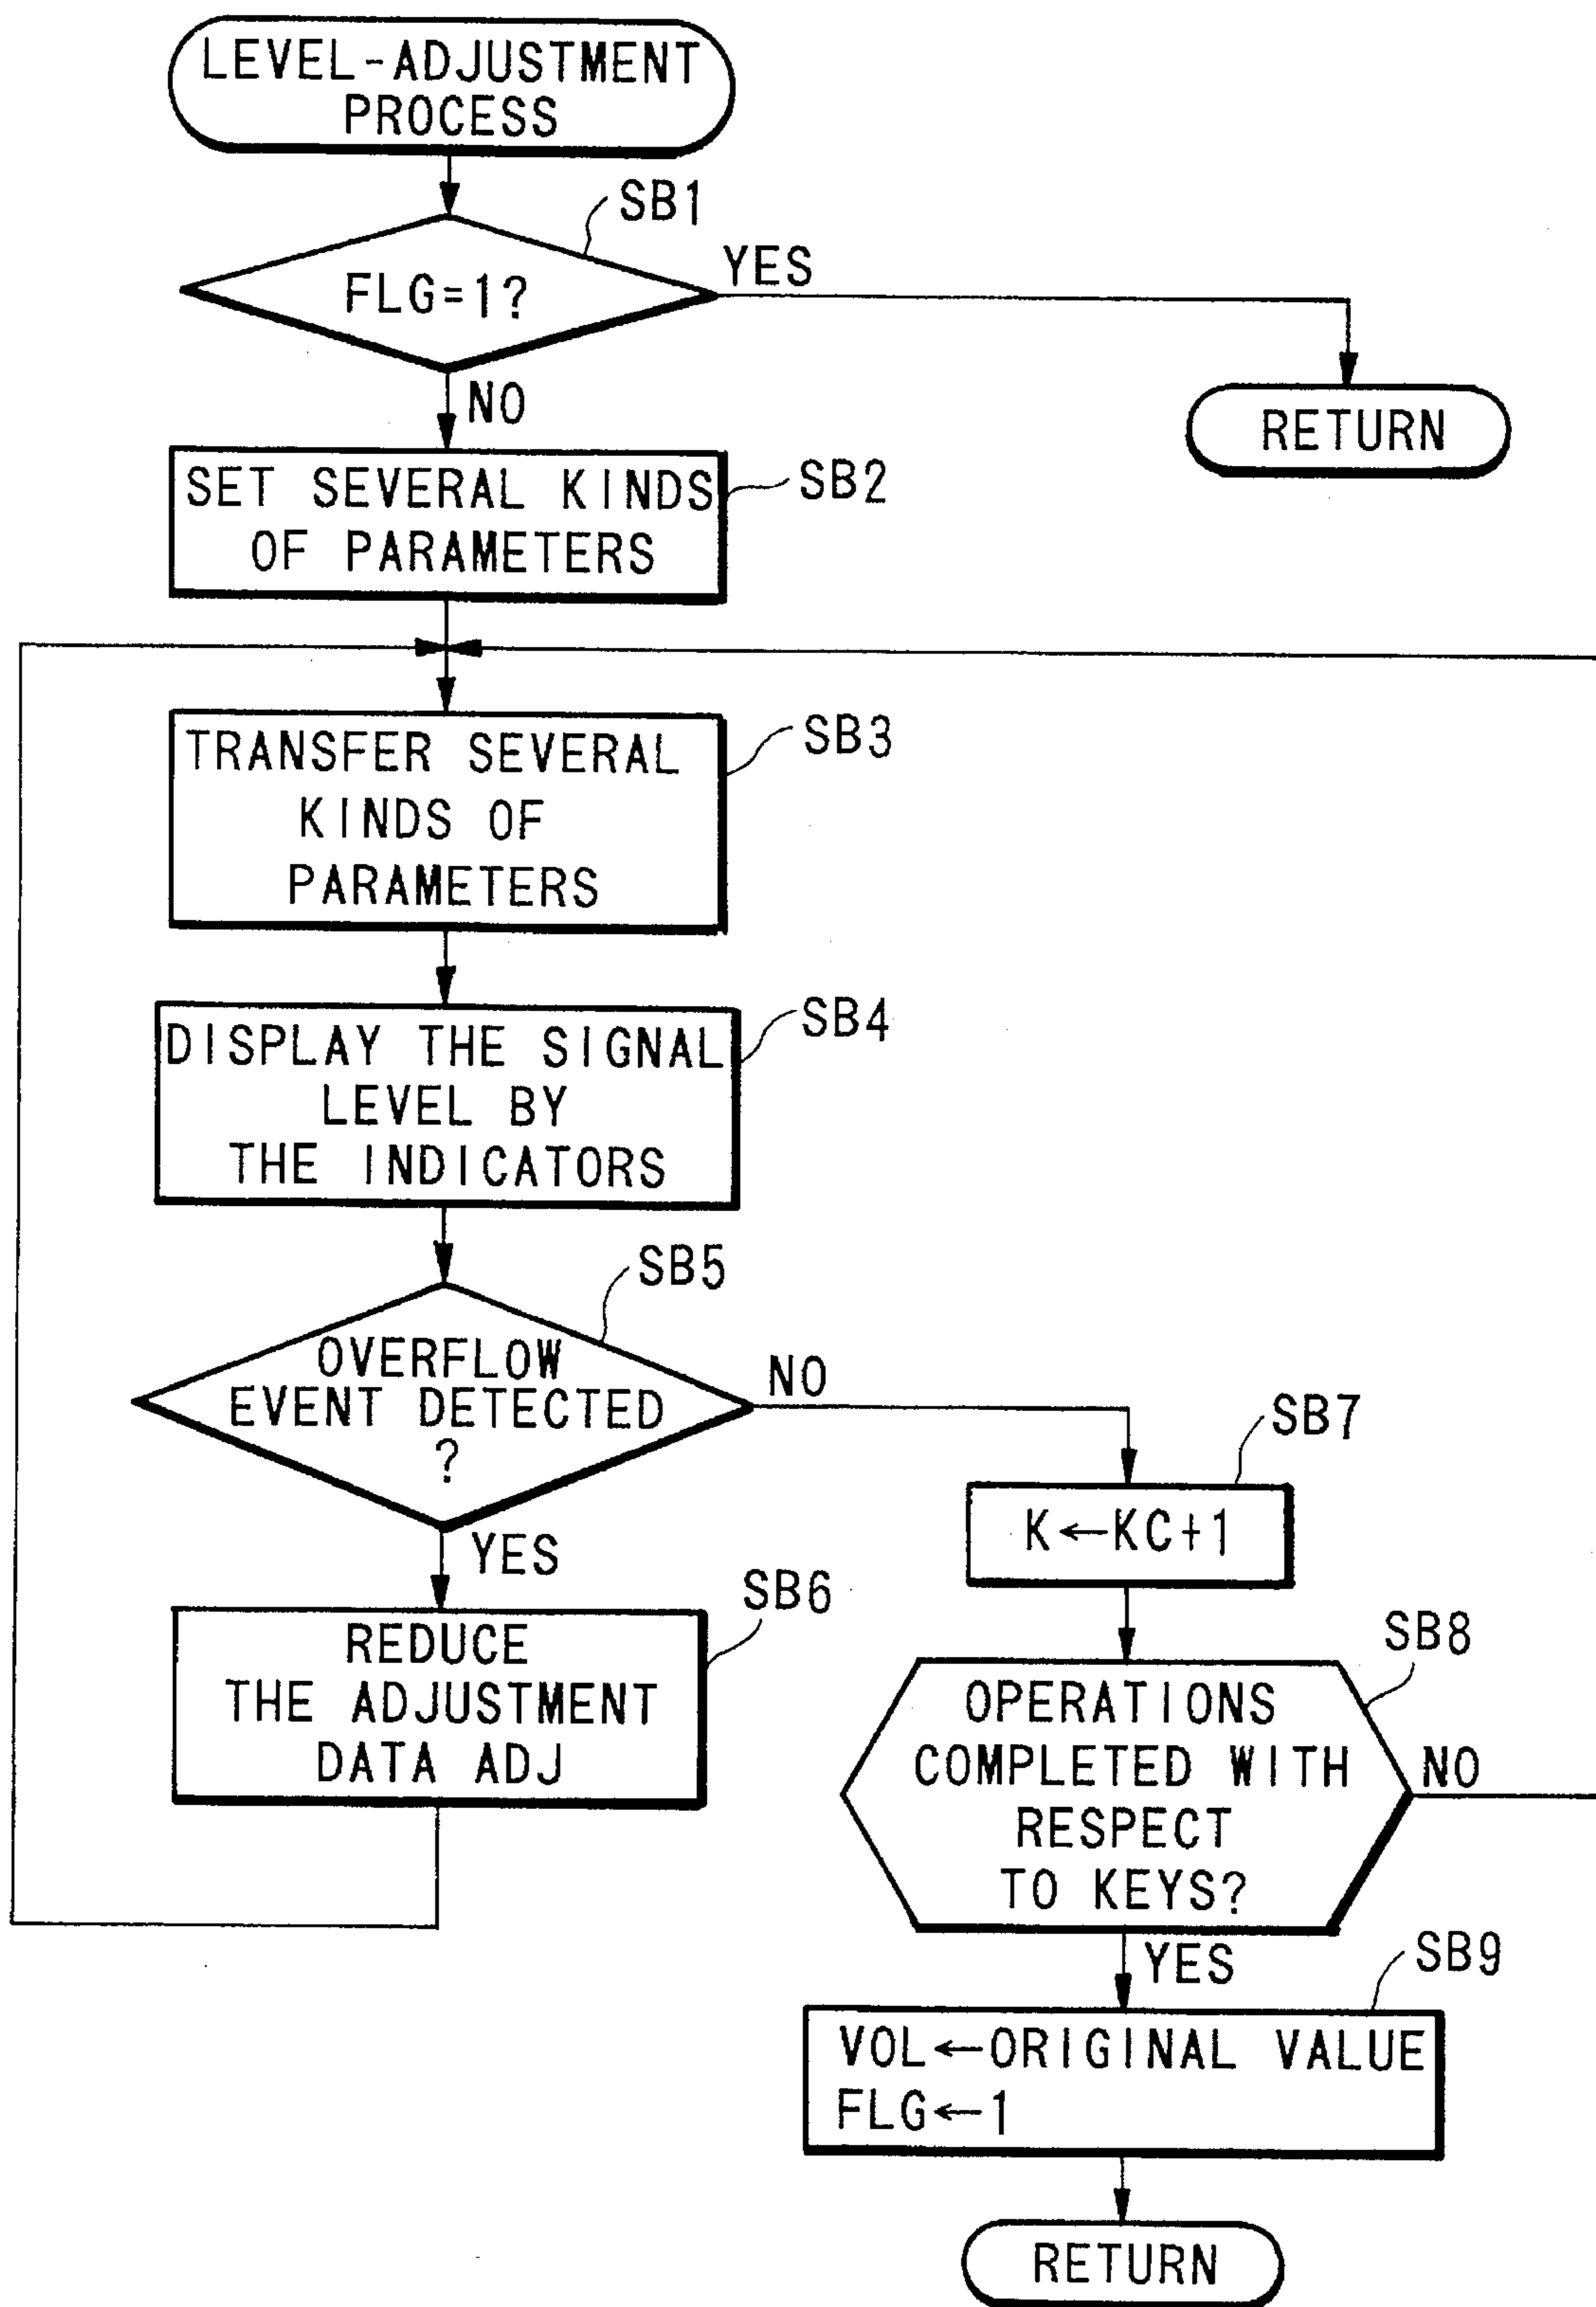 LEVEL-ADJUSTMENT
PROCESS
SB1
FLG=1?
YES
NO
RETURN
SB2
SET SEVERAL KINDS
OF PARAMETERS
SB3
TRANSFER SEVERAL
KINDS OF
PARAMETERS
SB4
DISPLAY THE SIGNAL
LEVEL BY
THE INDICATORS
SB5
OVERFLOW
EVENT DETECTED
?
NO
YES
SB7
K←KC+1
SB6
REDUCE
THE ADJUSTMENT
DATA ADJ
SB8
OPERATIONS
COMPLETED WITH
RESPECT
TO KEYS?
NO
YES
SB9
VOL←ORIGINAL VALUE
FLG←1
RETURN